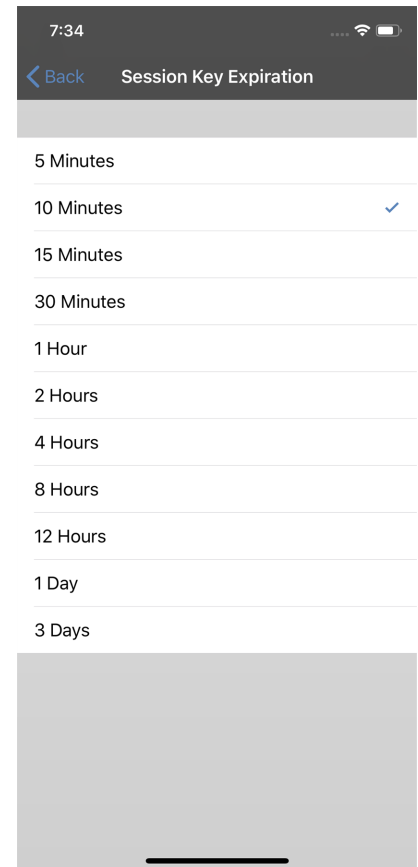 7:34
Back Session Key Expiration
5 Minutes
10 Minutes
15 Minutes
30 Minutes
1 Hour
2 Hours
4 Hours
8 Hours
12 Hours
1 Day
3 Days